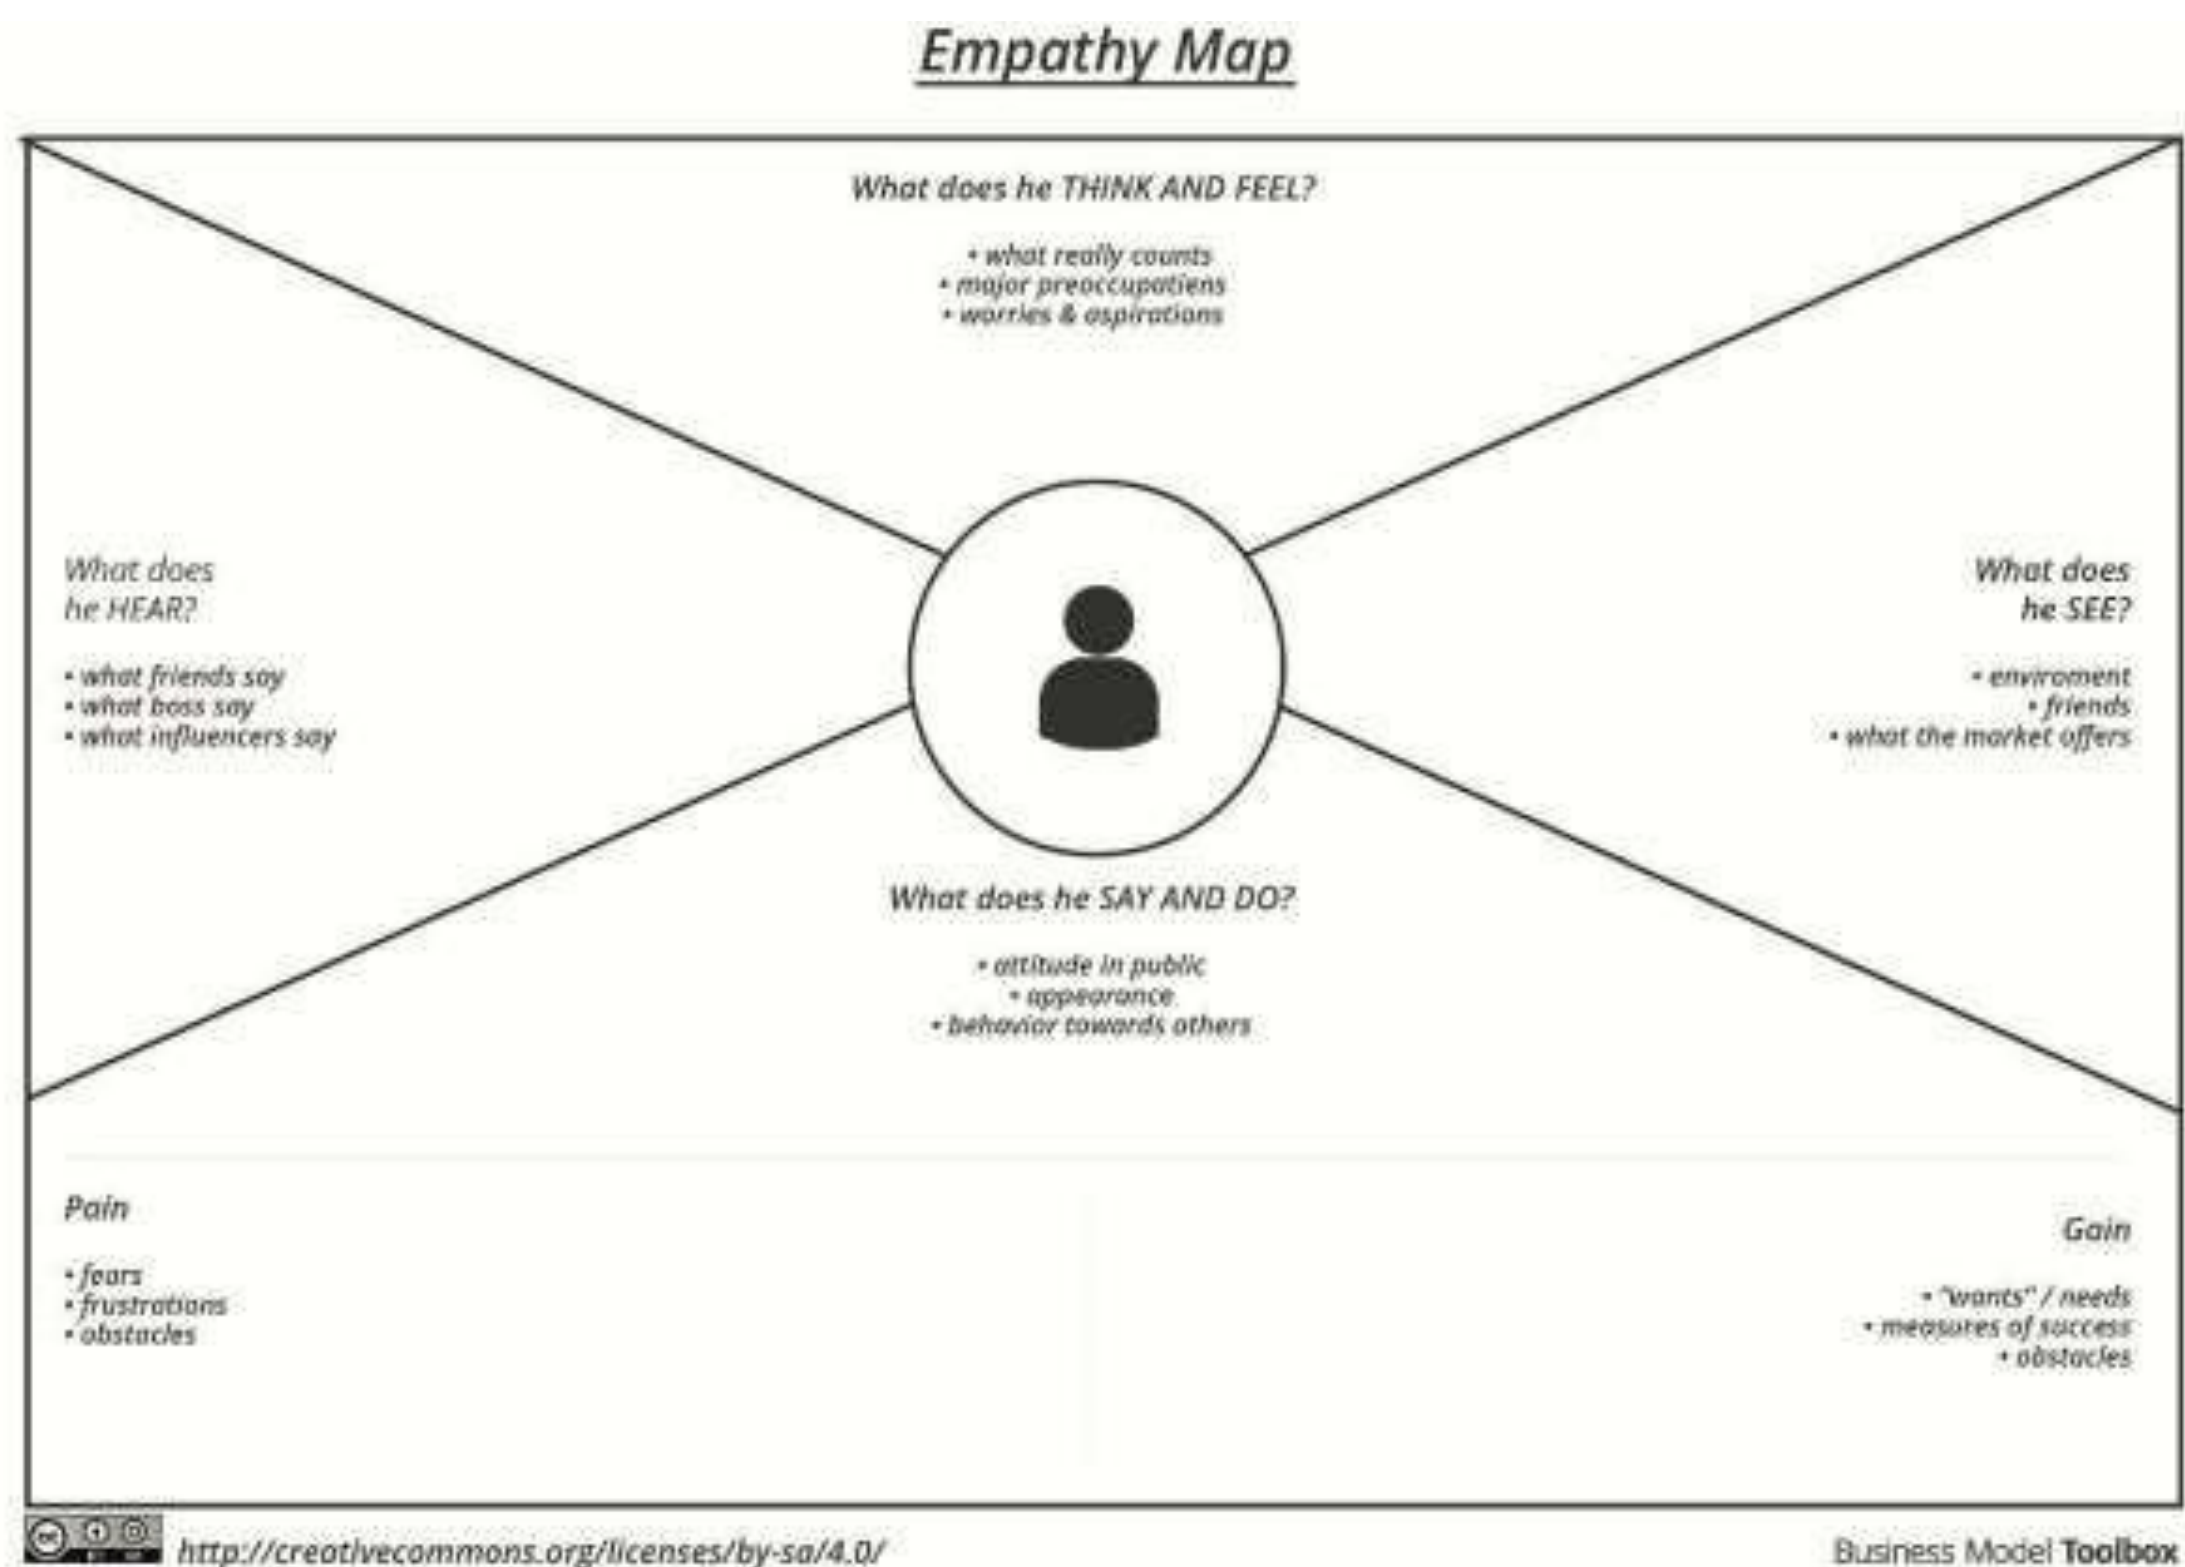 Empathy Map
What does he THINK AND FEEL?
• what really counts
• major preoccupatiens
• worries & aspirations
What does
he HEAR?
• what friends say
• what boss say
• what influencers say
What does
he SEE?
• enviroment
• friends
• what the market offers
What does he SAY AND DO?
• attitude in public
• appearance
• behavior towards others
Pain
• fears
• frustrations
• obstacles
Gain
• "wants" / needs
• measures of success
• obstacles
cc
http://creativecommons.org/licenses/by-sa/4.0/
Business Model Toolbox